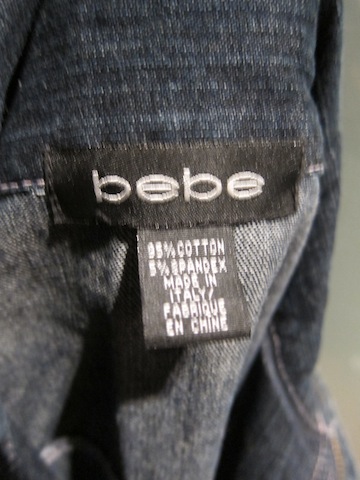 bebe
95% COTTON
5% SPANDEX
MADE IN
ITALY/
FABRIQUE
EN CHINE